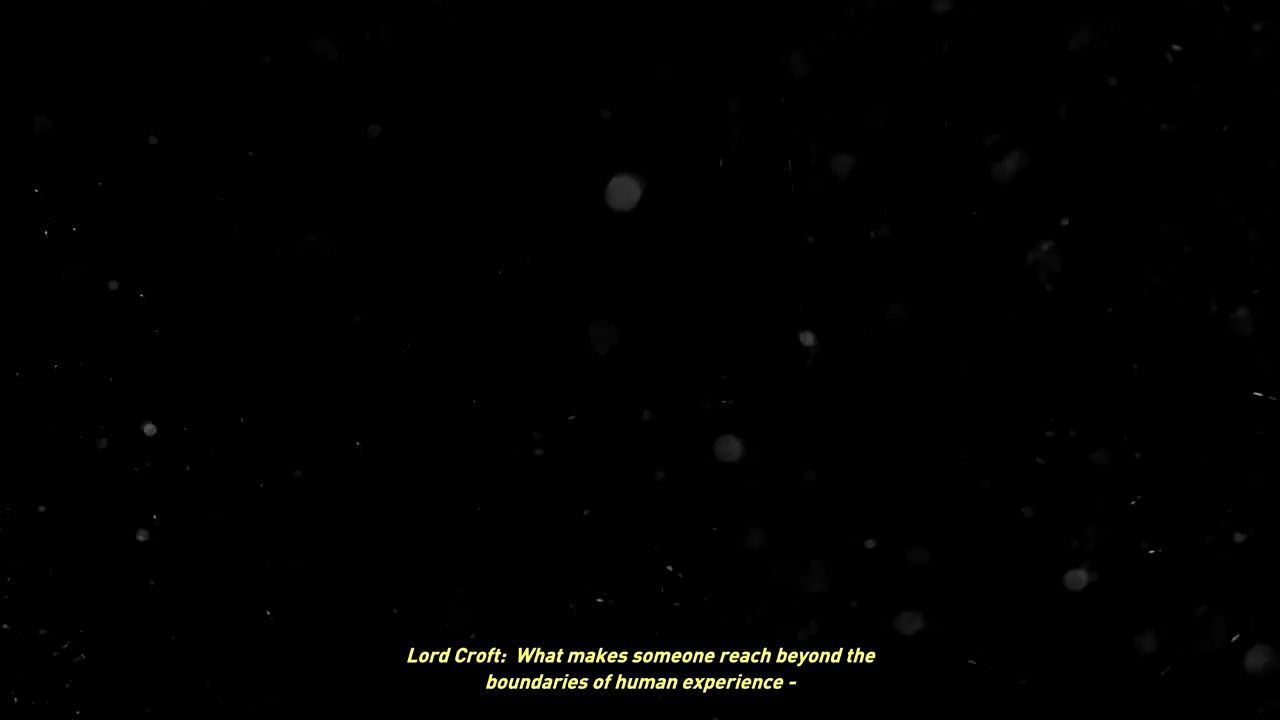 Lord Croft:  What makes someone reach beyond the
boundaries of human experience -